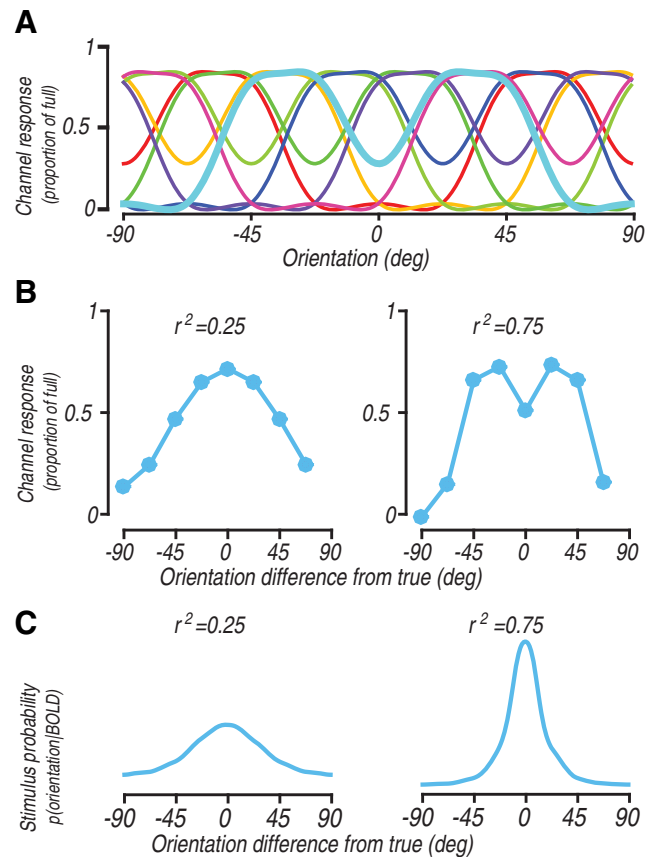 A
Channel response
(proportion of full)
1
0.5
0
-90 -45 0 45 90
Orientation (deg)
B
Channel response
(proportion of full)
1
0.5
0
r²=0.25
r²=0.75
-90 -45 0 45 90
-90 -45 0 45 90
Orientation difference from true (deg)
C
Stimulus probability
p(orientation|BOLD)
r²=0.25
r²=0.75
-90 -45 0 45 90
-90 -45 0 45 90
Orientation difference from true (deg)